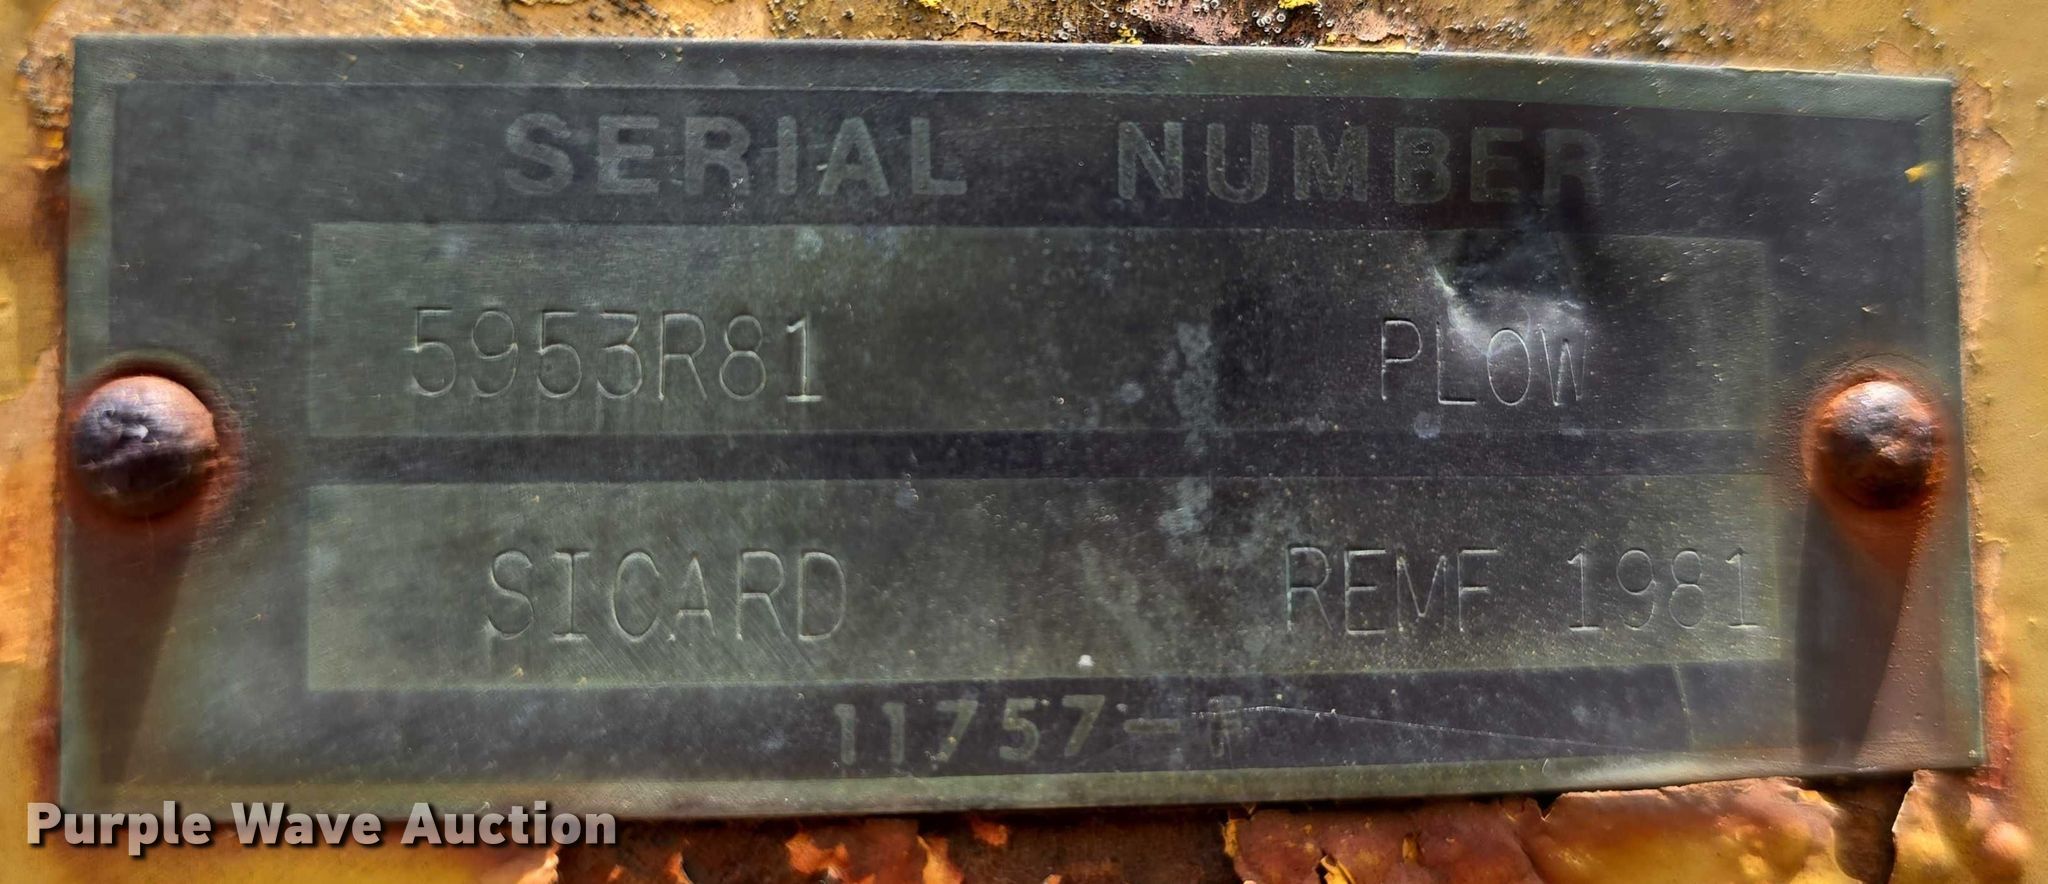 SERIAL NUMBER
5953R81 PLOW
SICARD REMF 1981
11757-F
Purple Wave Auction